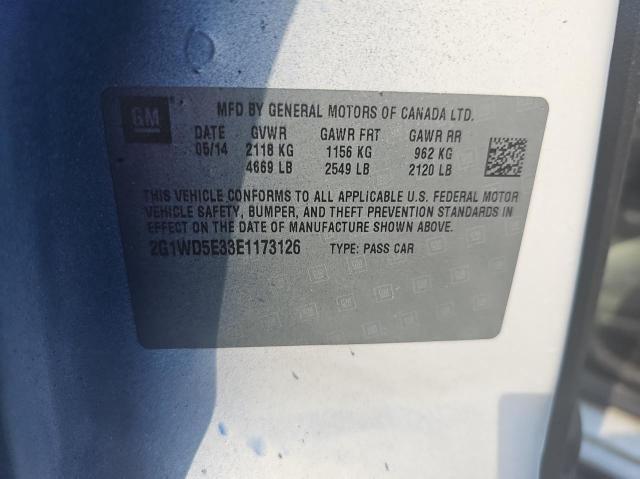 GM
MFD BY GENERAL MOTORS OF CANADA LTD.
DATE GVWR GAWR FRT GAWR RR
05/14 2118 KG 1156 KG 962 KG
4669 LB 2549 LB 2120 LB
THIS VEHICLE CONFORMS TO ALL APPLICABLE U.S. FEDERAL MOTOR
VEHICLE SAFETY, BUMPER, AND THEFT PREVENTION STANDARDS IN
EFFECT ON THE DATE OF MANUFACTURE SHOWN ABOVE.
2G1WD5E33E1173126 TYPE: PASS CAR